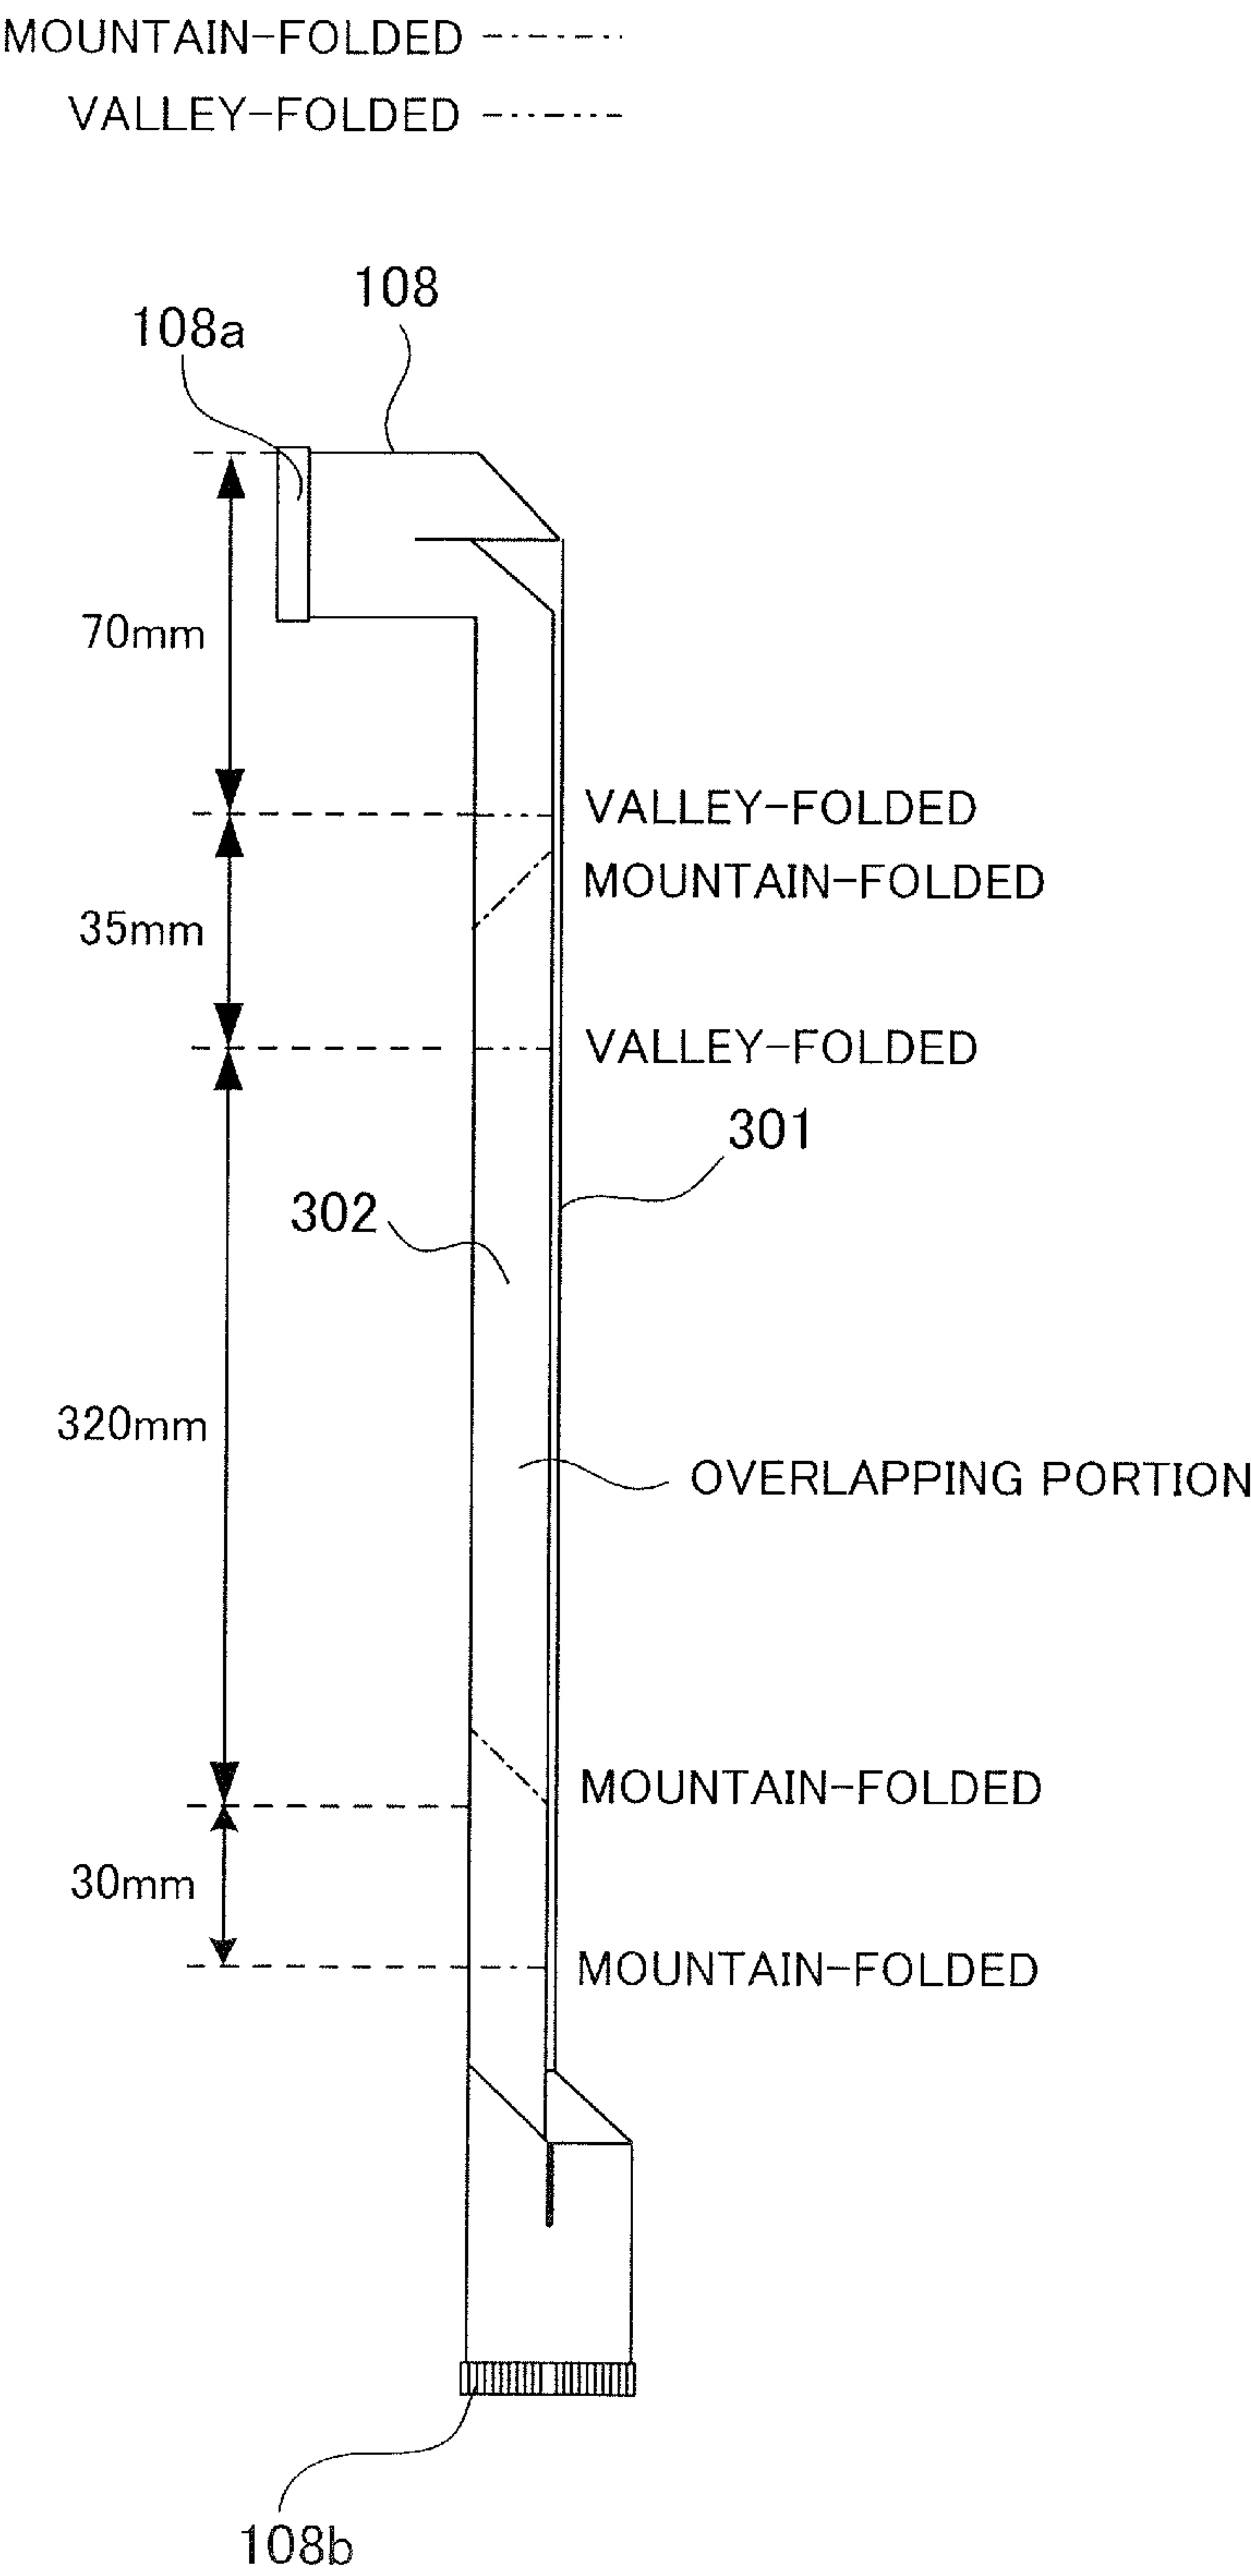 MOUNTAIN-FOLDED
VALLEY-FOLDED
108
108a
70mm
VALLEY-FOLDED
MOUNTAIN-FOLDED
35mm
VALLEY-FOLDED
301
302
320mm
OVERLAPPING PORTION
MOUNTAIN-FOLDED
30mm
MOUNTAIN-FOLDED
108b